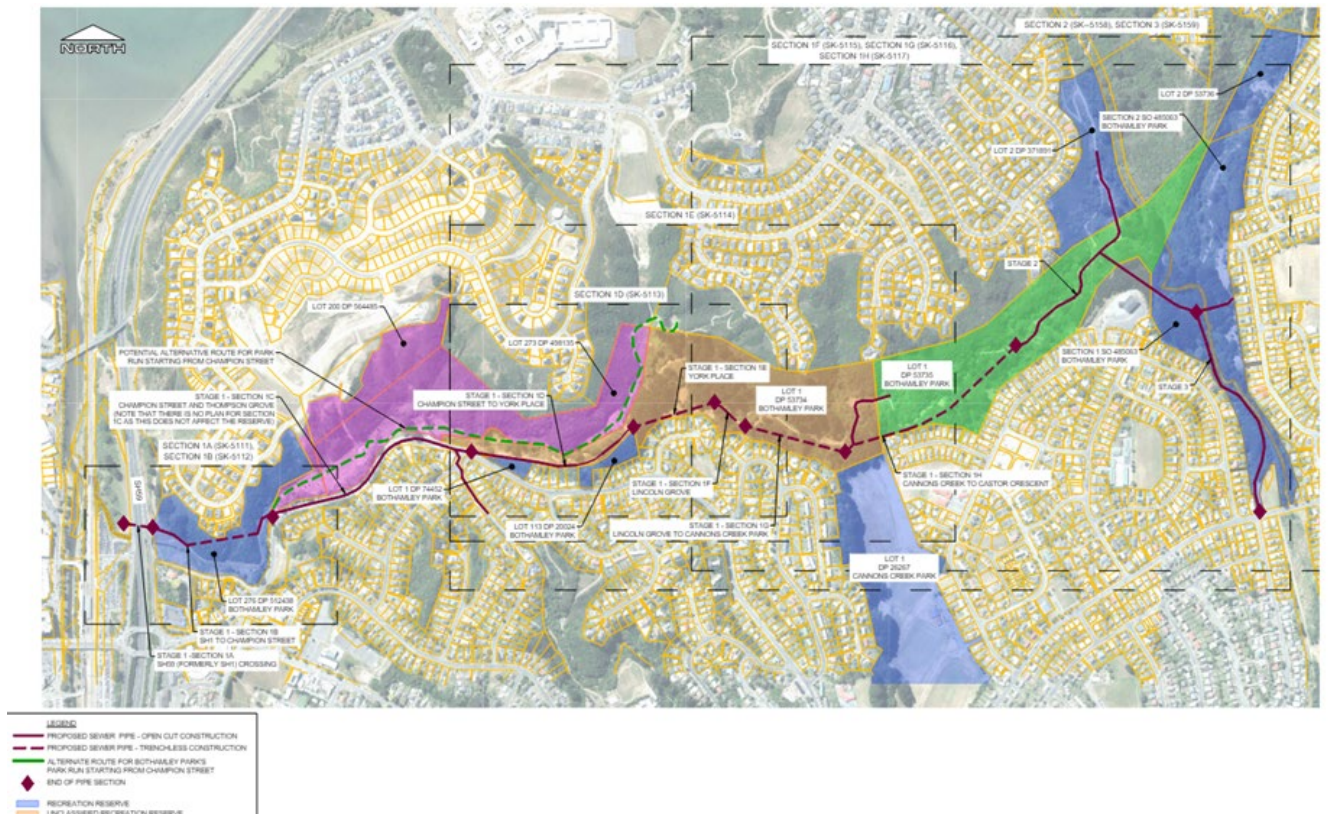 NORTH
SECTION 2 (SK--5158), SECTION 3 (SK-5159)
SECTION 1F (SK-5115), SECTION 1G (SK-5116),
SECTION 1H (SK-5117)
LOT 2 DP 53736
SECTION 2 SO 485063
BOTHAMLEY PARK
LOT 2 DP 371891
SECTION 1E (SK-5114)
STAGE 2
SECTION 1D (SK-5113)
LOT 200 DP 564485
LOT 273 DP 456135
POTENTIAL ALTERNATIVE ROUTE FOR PARK
RUN STARTING FROM CHAMPION STREET
STAGE 1 - SECTION 1E
YORK PLACE
LOT 1
DP 53735
BOTHAMLEY PARK
SECTION 1 SO 485063
BOTHAMLEY PARK
STAGE 3
STAGE 1 - SECTION 1C
CHAMPION STREET AND THOMPSON GROVE
(NOTE THAT THERE IS NO PLAN FOR SECTION
1C AS THIS DOES NOT AFFECT THE RESERVE)
STAGE 1 - SECTION 1D
CHAMPION STREET TO YORK PLACE
LOT 1
DP 53734
BOTHAMLEY PARK
SECTION 1A (SK-5111),
SECTION 1B (SK-5112)
SH59
LOT 1 DP 74452
BOTHAMLEY PARK
STAGE 1 - SECTION 1F
LINCOLN GROVE
STAGE 1 - SECTION 1H
CANNONS CREEK TO CASTOR CRESCENT
LOT 113 DP 20024
BOTHAMLEY PARK
STAGE 1 - SECTION 1G
LINCOLN GROVE TO CANNONS CREEK PARK
LOT 1
DP 26267
CANNONS CREEK PARK
LOT 276 DP 512438
BOTHAMLEY PARK
STAGE 1 - SECTION 1B
SH1 TO CHAMPION STREET
STAGE 1 - SECTION 1A
SH59 (FORMERLY SH1) CROSSING
LEGEND
PROPOSED SEWER PIPE - OPEN CUT CONSTRUCTION
PROPOSED SEWER PIPE - TRENCHLESS CONSTRUCTION
ALTERNATE ROUTE FOR BOTHAMLEY PARK'S
PARK RUN STARTING FROM CHAMPION STREET
END OF PIPE SECTION
RECREATION RESERVE
UNCLASSIFIED RECREATION RESERVE